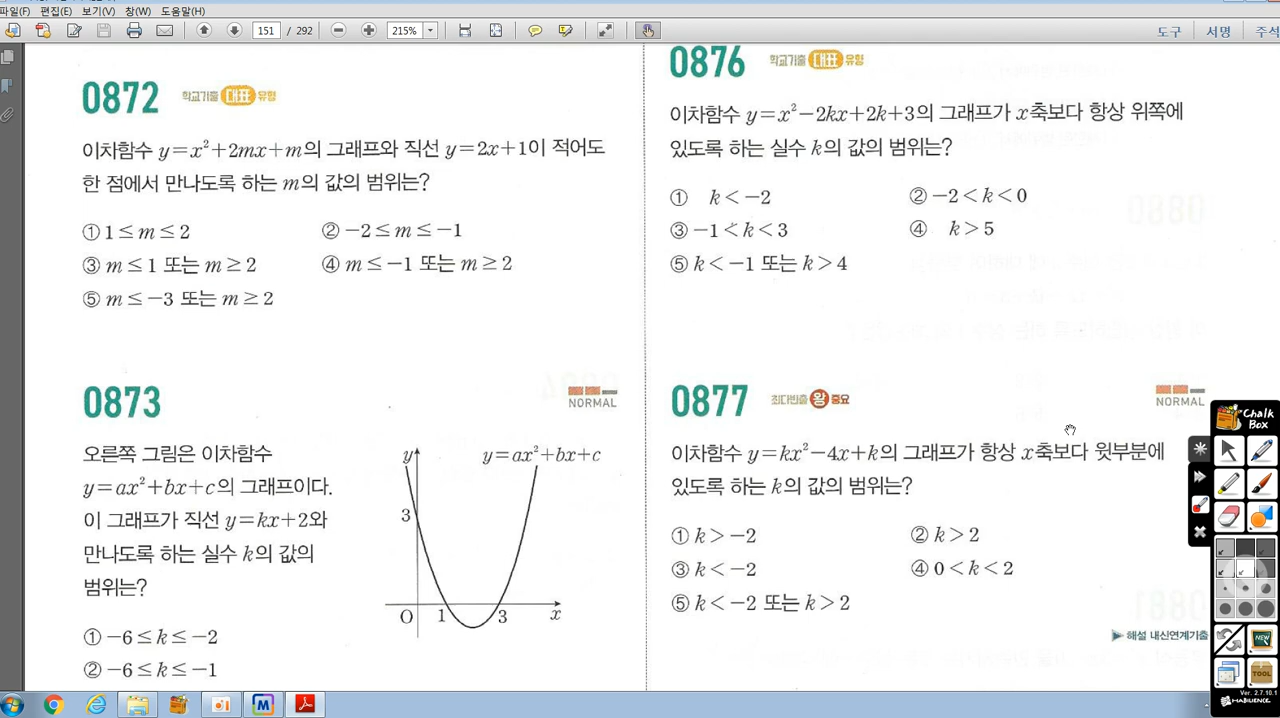 파일(F) 편집(E) 보기(V) 창(W) 도움말(H)
151 / 292 215% 도구 서명 주석
0872 학교기출 대표 유형
이차함수 y=x²+2mx+m의 그래프와 직선 y=2x+1이 적어도
한 점에서 만나도록 하는 m의 값의 범위는?
① 1≤m≤2 ② −2≤m≤−1
③ m≤1 또는 m≥2 ④ m≤−1 또는 m≥2
⑤ m≤−3 또는 m≥2
0873 NORMAL
오른쪽 그림은 이차함수
y=ax²+bx+c의 그래프이다.
이 그래프가 직선 y=kx+2와
만나도록 하는 실수 k의 값의
범위는?
y y=ax²+bx+c
3
O 1 3 x
① −6≤k≤−2
② −6≤k≤−1
0876 학교기출 대표 유형
이차함수 y=x²−2kx+2k+3의 그래프가 x축보다 항상 위쪽에
있도록 하는 실수 k의 값의 범위는?
① k<−2 ② −2<k<0
③ −1<k<3 ④ k>5
⑤ k<−1 또는 k>4
0877 최다빈출 왕 중요 NORMAL
이차함수 y=kx²−4x+k의 그래프가 항상 x축보다 윗부분에
있도록 하는 k의 값의 범위는?
① k>−2 ② k>2
③ k<−2 ④ 0<k<2
⑤ k<−2 또는 k>2
▶ 해설 내신연계기출
Chalk
Box
NEW
TOOL
Ver. 2.7.10.1
HABILIENCE